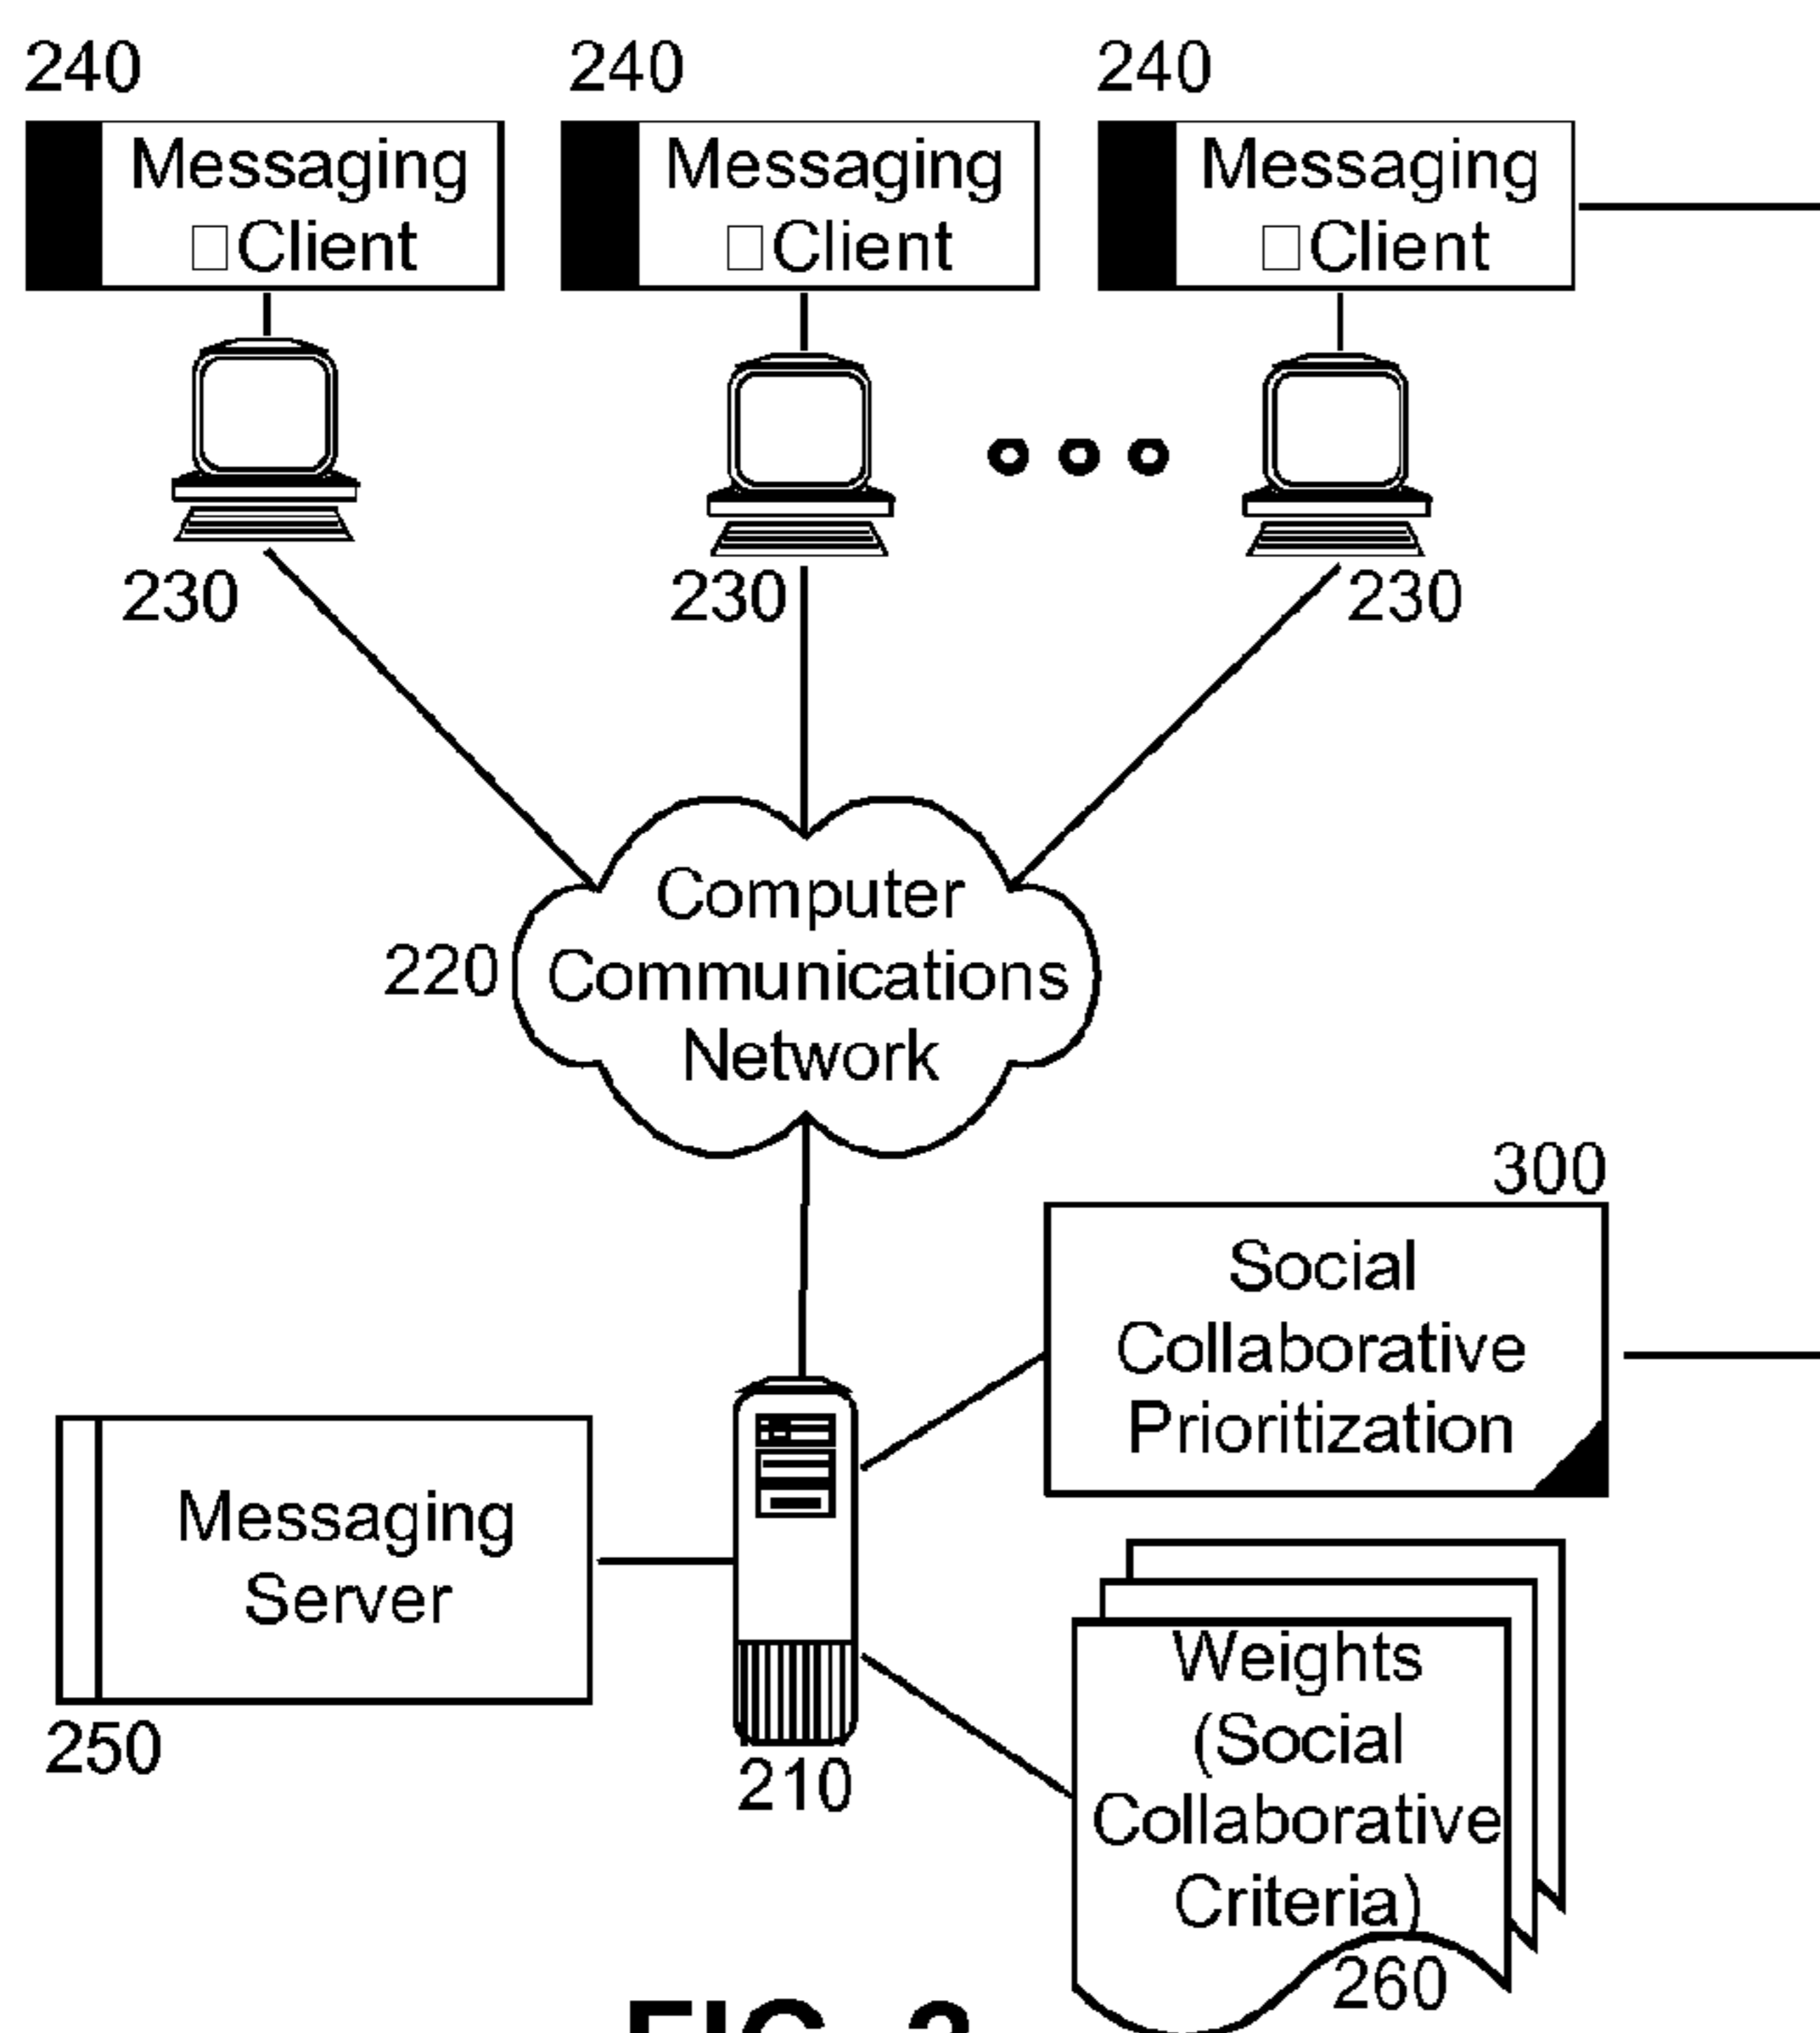 240 240 240
Messaging Client
Messaging Client
Messaging Client
230 230 230
Computer
Communications
Network
220
300
Social
Collaborative
Prioritization
Messaging
Server
250
210
Weights
(Social
Collaborative
Criteria)
260